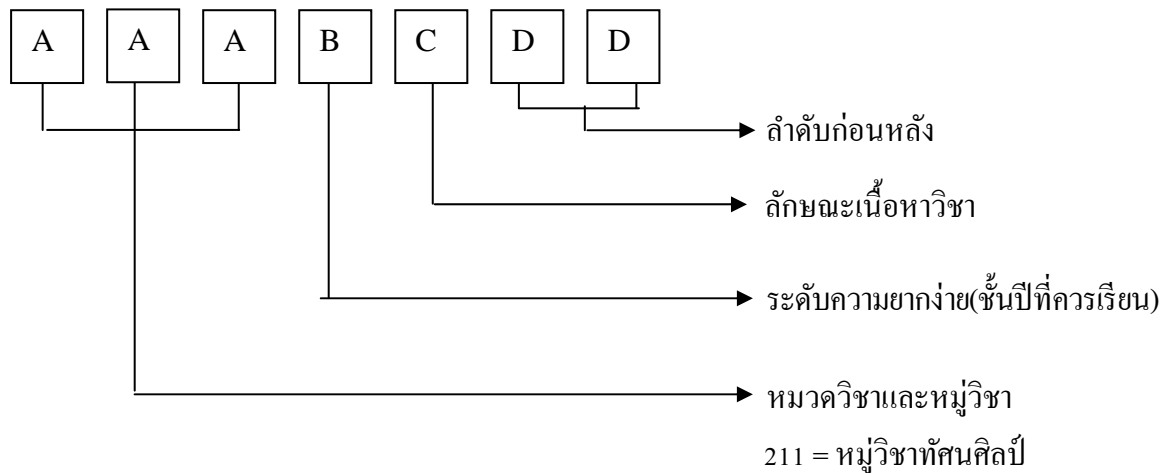 A A A B C D D
ลำดับก่อนหลัง
ลักษณะเนื้อหาวิชา
ระดับความยากง่าย(ชั้นปีที่ควรเรียน)
หมวดวิชาและหมู่วิชา
211 = หมู่วิชาทัศนศิลป์